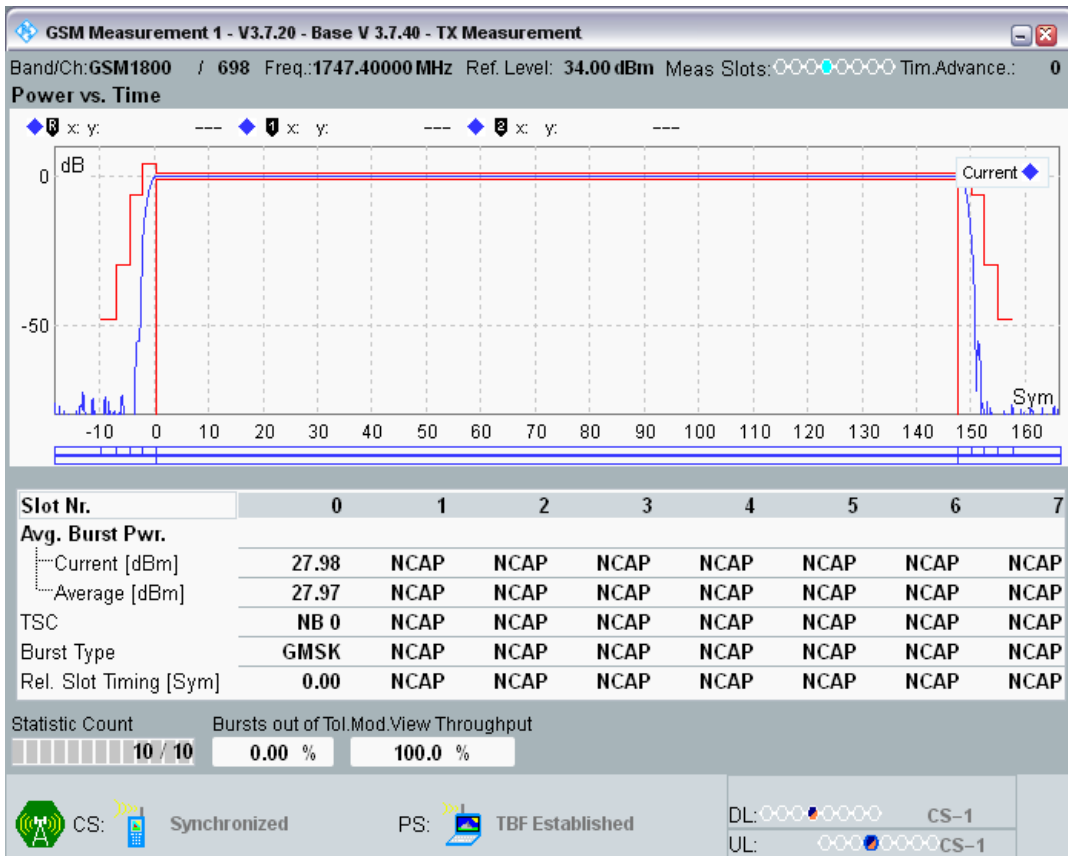 GSM Measurement 1 - V3.7.20 - Base V 3.7.40 - TX Measurement
Band/Ch:GSM1800 / 698 Freq.:1747.40000 MHz Ref. Level: 34.00 dBm Meas Slots: Tim.Advance.: 0
Power vs. Time
R x: y: --- 1 x: y: --- 2 x: y: ---
dB
Current
0
-50
Sym
-10 0 10 20 30 40 50 60 70 80 90 100 110 120 130 140 150 160
Slot Nr. 0 1 2 3 4 5 6 7
Avg. Burst Pwr.
Current [dBm] 27.98 NCAP NCAP NCAP NCAP NCAP NCAP NCAP
Average [dBm] 27.97 NCAP NCAP NCAP NCAP NCAP NCAP NCAP
TSC NB 0 NCAP NCAP NCAP NCAP NCAP NCAP NCAP
Burst Type GMSK NCAP NCAP NCAP NCAP NCAP NCAP NCAP
Rel. Slot Timing [Sym] 0.00 NCAP NCAP NCAP NCAP NCAP NCAP NCAP
Statistic Count Bursts out of Tol.Mod.View Throughput
10 / 10 0.00 % 100.0 %
CS: Synchronized PS: TBF Established
DL: CS-1
UL: CS-1